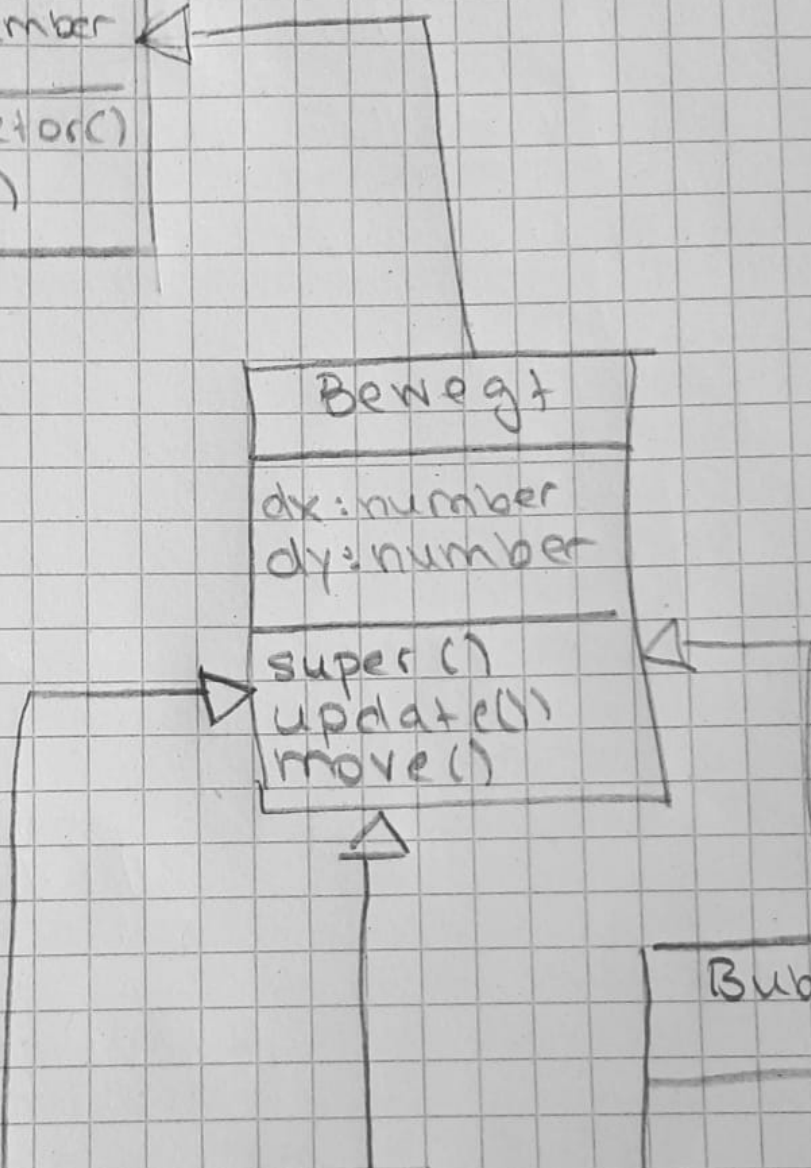 mber
tor()
)
Bewegt
dx: number
dy: number
super()
update())
move()
Bub